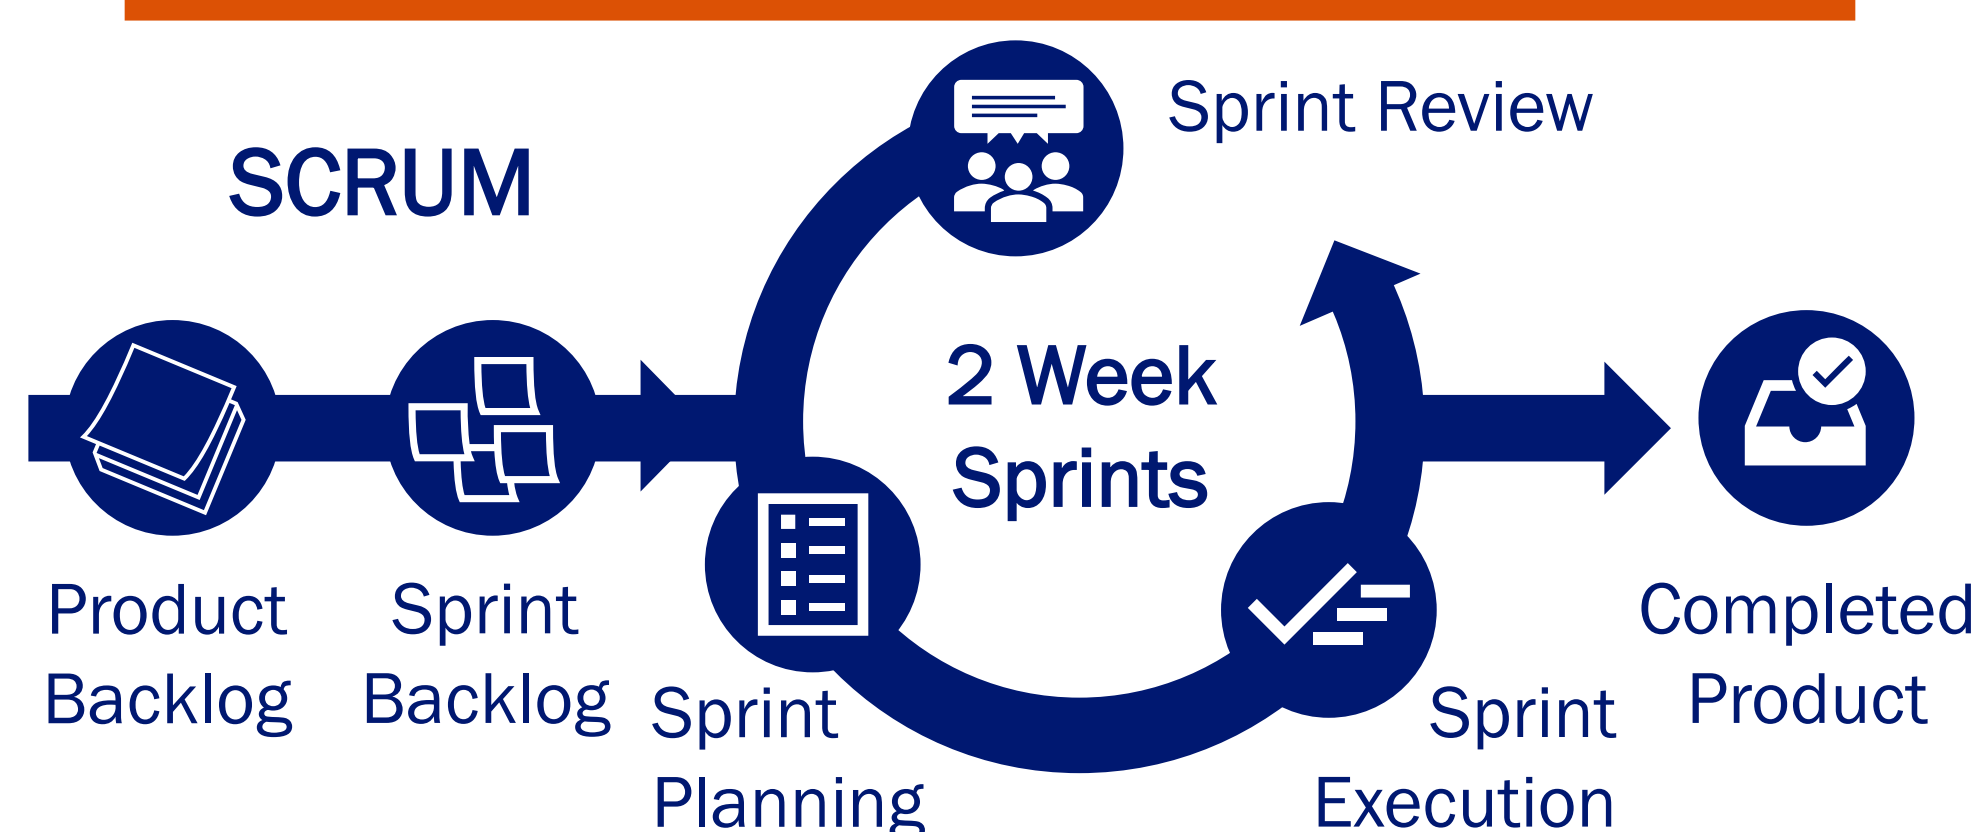 SCRUM
Sprint Review
2 Week
Sprints
Product
Backlog
Sprint
Backlog
Sprint
Planning
Sprint
Execution
Completed
Product